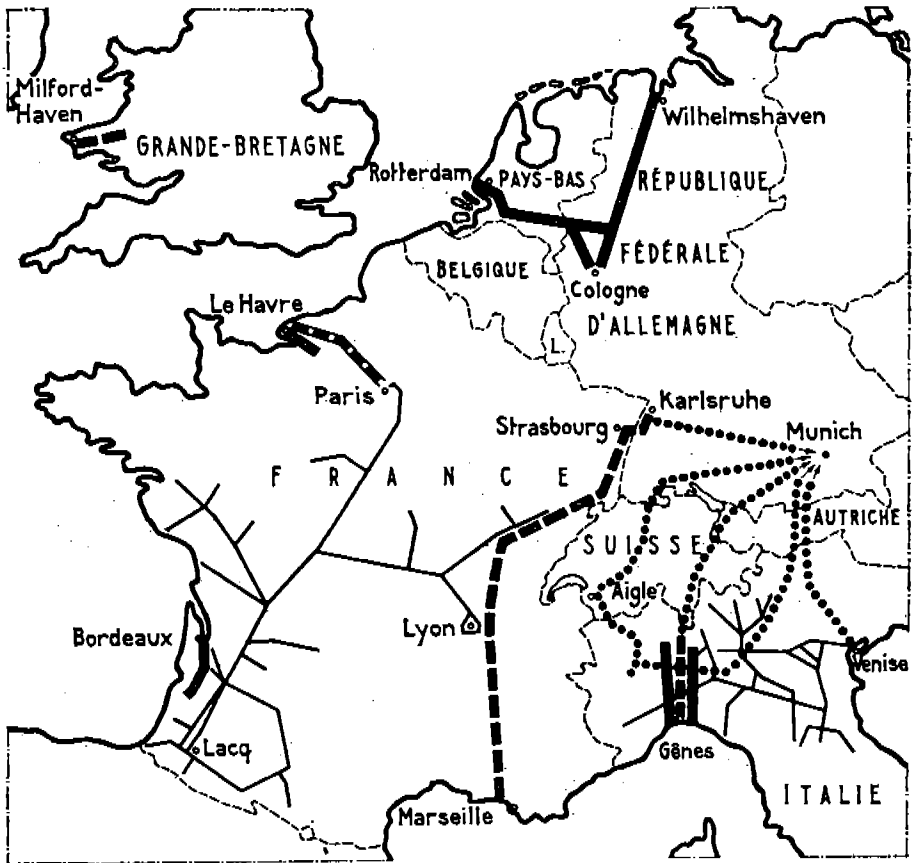 Milford-
Haven
GRANDE-BRETAGNE
Wilhelmshaven
Rotterdam
PAYS-BAS
RÉPUBLIQUE
FÉDÉRALE
D'ALLEMAGNE
BELGIQUE
Cologne
L.
Le Havre
Paris
Karlsruhe
Strasbourg
Munich
FRANCE
AUTRICHE
SUISSE
Aigle
Lyon
Bordeaux
Venise
Lacq
Gênes
Marseille
ITALIE